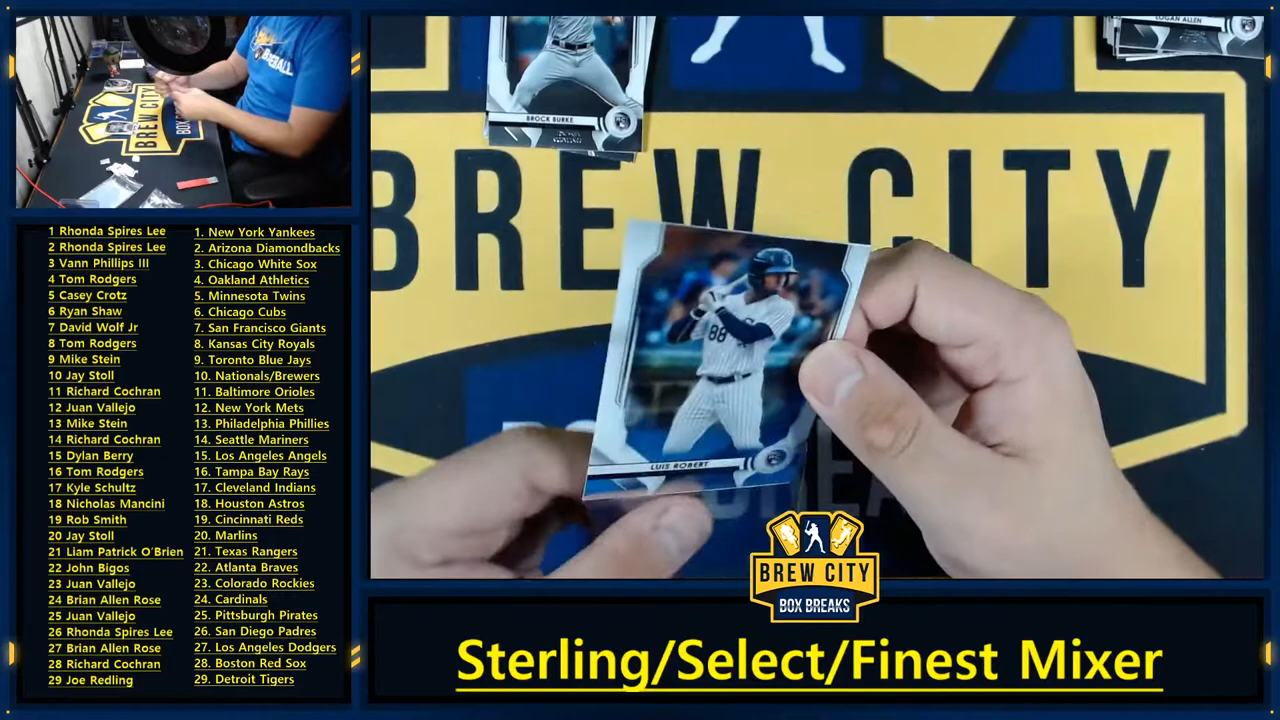 BASEBALL
BREW CITY
BOX
LOGAN ALLEN
BROCK BURKE
BREW CITY
88
LUIS ROBERT
RC
1 Rhonda Spires Lee
2 Rhonda Spires Lee
3 Vann Phillips III
4 Tom Rodgers
5 Casey Crotz
6 Ryan Shaw
7 David Wolf Jr
8 Tom Rodgers
9 Mike Stein
10 Jay Stoll
11 Richard Cochran
12 Juan Vallejo
13 Mike Stein
14 Richard Cochran
15 Dylan Berry
16 Tom Rodgers
17 Kyle Schultz
18 Nicholas Mancini
19 Rob Smith
20 Jay Stoll
21 Liam Patrick O'Brien
22 John Bigos
23 Juan Vallejo
24 Brian Allen Rose
25 Juan Vallejo
26 Rhonda Spires Lee
27 Brian Allen Rose
28 Richard Cochran
29 Joe Redling
1. New York Yankees
2. Arizona Diamondbacks
3. Chicago White Sox
4. Oakland Athletics
5. Minnesota Twins
6. Chicago Cubs
7. San Francisco Giants
8. Kansas City Royals
9. Toronto Blue Jays
10. Nationals/Brewers
11. Baltimore Orioles
12. New York Mets
13. Philadelphia Phillies
14. Seattle Mariners
15. Los Angeles Angels
16. Tampa Bay Rays
17. Cleveland Indians
18. Houston Astros
19. Cincinnati Reds
20. Marlins
21. Texas Rangers
22. Atlanta Braves
23. Colorado Rockies
24. Cardinals
25. Pittsburgh Pirates
26. San Diego Padres
27. Los Angeles Dodgers
28. Boston Red Sox
29. Detroit Tigers
BREW CITY
BOX BREAKS
Sterling/Select/Finest Mixer